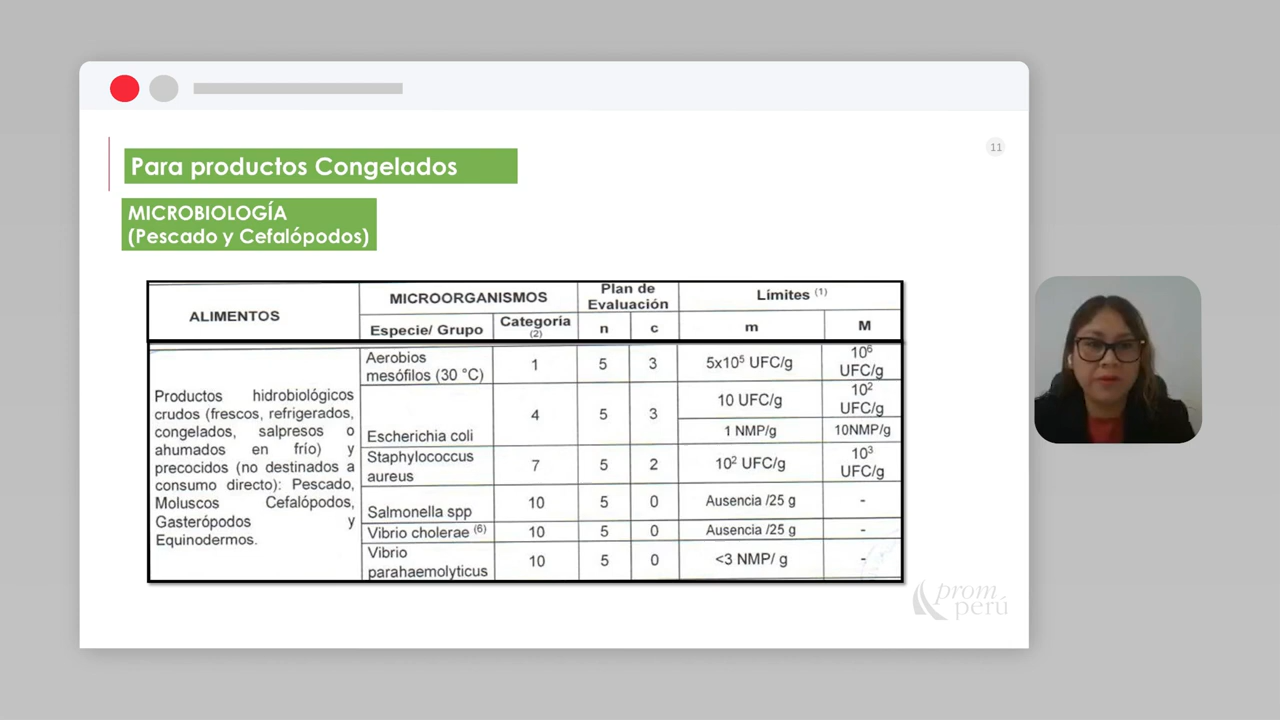 11
Para productos Congelados
MICROBIOLOGÍA
(Pescado y Cefalópodos)
ALIMENTOS
MICROORGANISMOS
Plan de
Evaluación
Límites (1)
Especie/ Grupo
Categoría
(2)
n
c
m
M
Productos hidrobiológicos
crudos (frescos, refrigerados,
congelados, salpresos o
ahumados en frío) y
precocidos (no destinados a
consumo directo): Pescado,
Moluscos Cefalópodos,
Gasterópodos y
Equinodermos.
Aerobios
mesófilos (30 °C)
1
5
3
5x10⁵ UFC/g
10⁶
UFC/g
Escherichia coli
4
5
3
10 UFC/g
10²
UFC/g
1 NMP/g
10NMP/g
Staphylococcus
aureus
7
5
2
10² UFC/g
10³
UFC/g
Salmonella spp
10
5
0
Ausencia /25 g
-
Vibrio cholerae (6)
10
5
0
Ausencia /25 g
-
Vibrio
parahaemolyticus
10
5
0
<3 NMP/ g
-
prom
perú